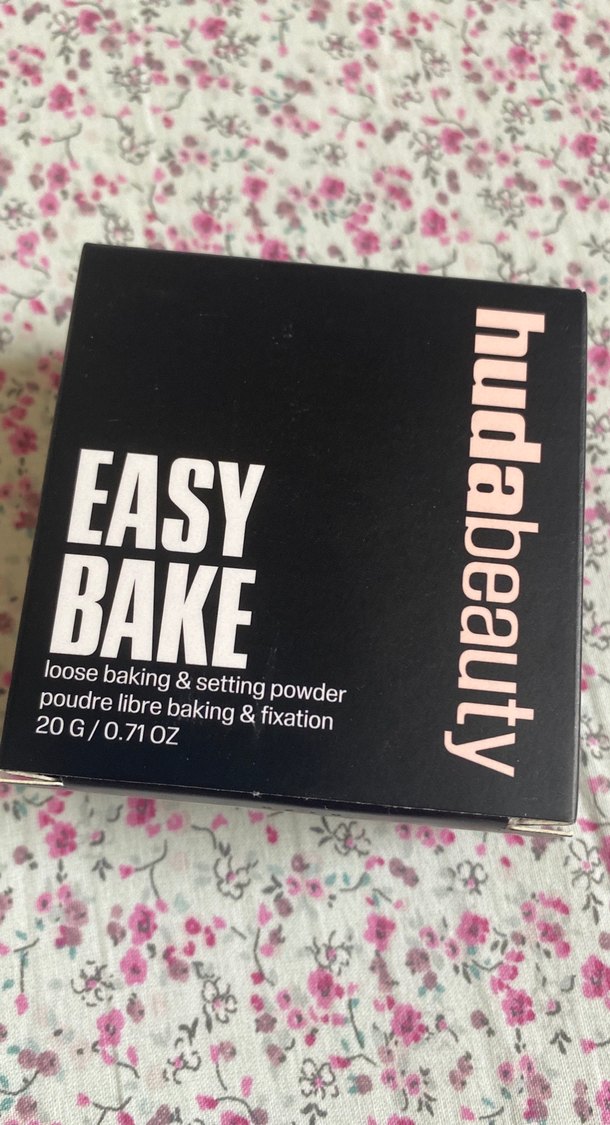 hudabeauty
EASY
BAKE
loose baking & setting powder
poudre libre baking & fixation
20 G / 0.71 OZ